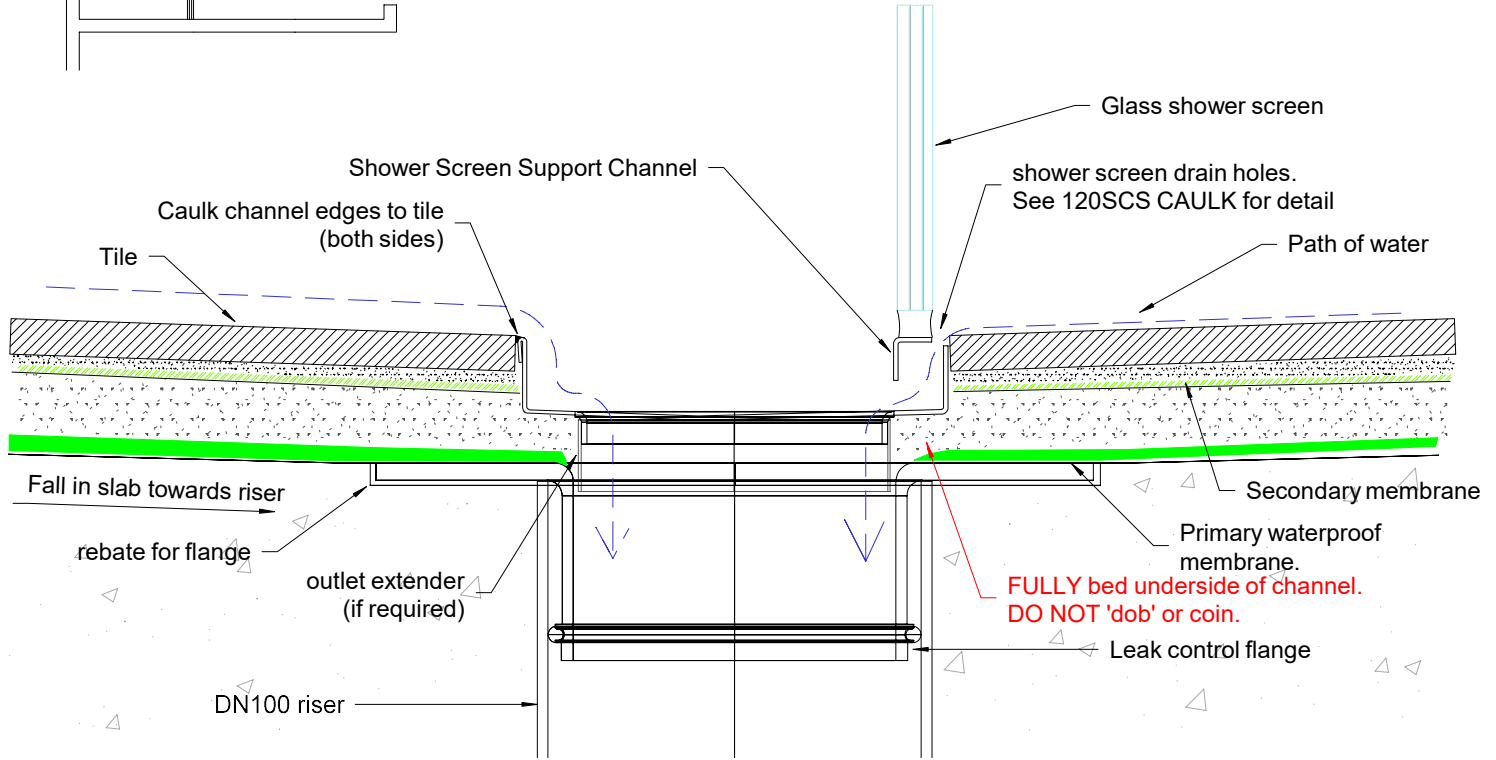 Glass shower screen
Shower Screen Support Channel
shower screen drain holes.
See 120SCS CAULK for detail
Caulk channel edges to tile
(both sides)
Path of water
Tile
Fall in slab towards riser
Secondary membrane
rebate for flange
Primary waterproof
membrane.
outlet extender
(if required)
FULLY bed underside of channel.
DO NOT 'dob' or coin.
Leak control flange
DN100 riser